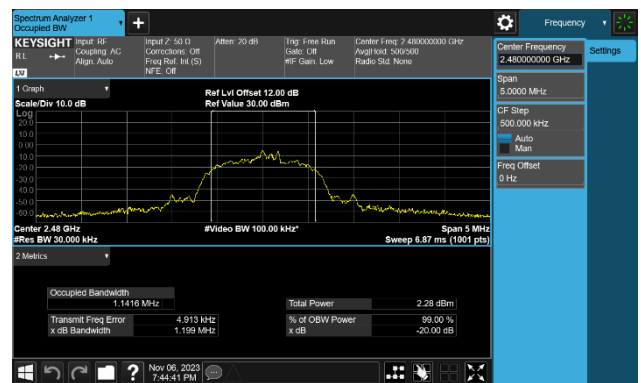 Spectrum Analyzer 1
Occupied BW
Frequency
KEYSIGHT
RL
Input: RF
Coupling: AC
Align: Auto
Input Z: 50 Ω
Corrections: Off
Freq Ref: Int (S)
NFE: Off
Atten: 20 dB
Trig: Free Run
Gate: Off
#IF Gain: Low
Center Freq: 2.480000000 GHz
Avg|Hold: 500/500
Radio Std: None
LXI
Center Frequency
2.480000000 GHz
Settings
Span
5.0000 MHz
CF Step
500.000 kHz
Auto
Man
Freq Offset
0 Hz
1 Graph
Scale/Div 10.0 dB
Ref Lvl Offset 12.00 dB
Ref Value 30.00 dBm
Log
20.0
10.0
0.00
-10.0
-20.0
-30.0
-40.0
-50.0
-60.0
Center 2.48 GHz
#Video BW 100.00 kHz*
Span 5 MHz
#Res BW 30.000 kHz
Sweep 6.87 ms (1001 pts)
2 Metrics
Occupied Bandwidth
1.1416 MHz
Total Power 2.28 dBm
Transmit Freq Error 4.913 kHz
% of OBW Power 99.00 %
x dB Bandwidth 1.199 MHz
x dB -20.00 dB
?
Nov 06, 2023
7:44:41 PM